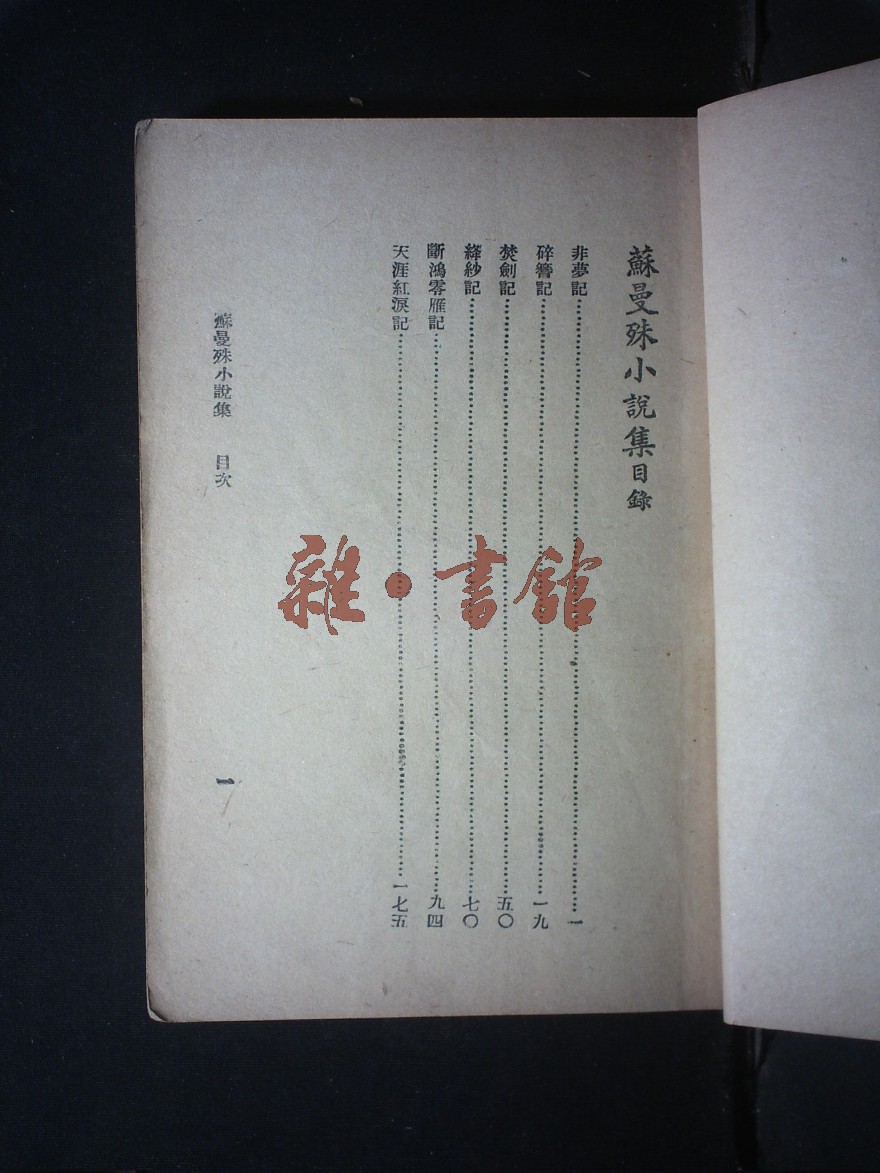 蘇曼殊小說集目錄
非夢記……一
碎簪記……一九
焚劍記……五〇
絳紗記……七〇
斷鴻零雁記……九四
天涯紅淚記……一七五
蘇曼殊小說集 目次
一
雜·書館